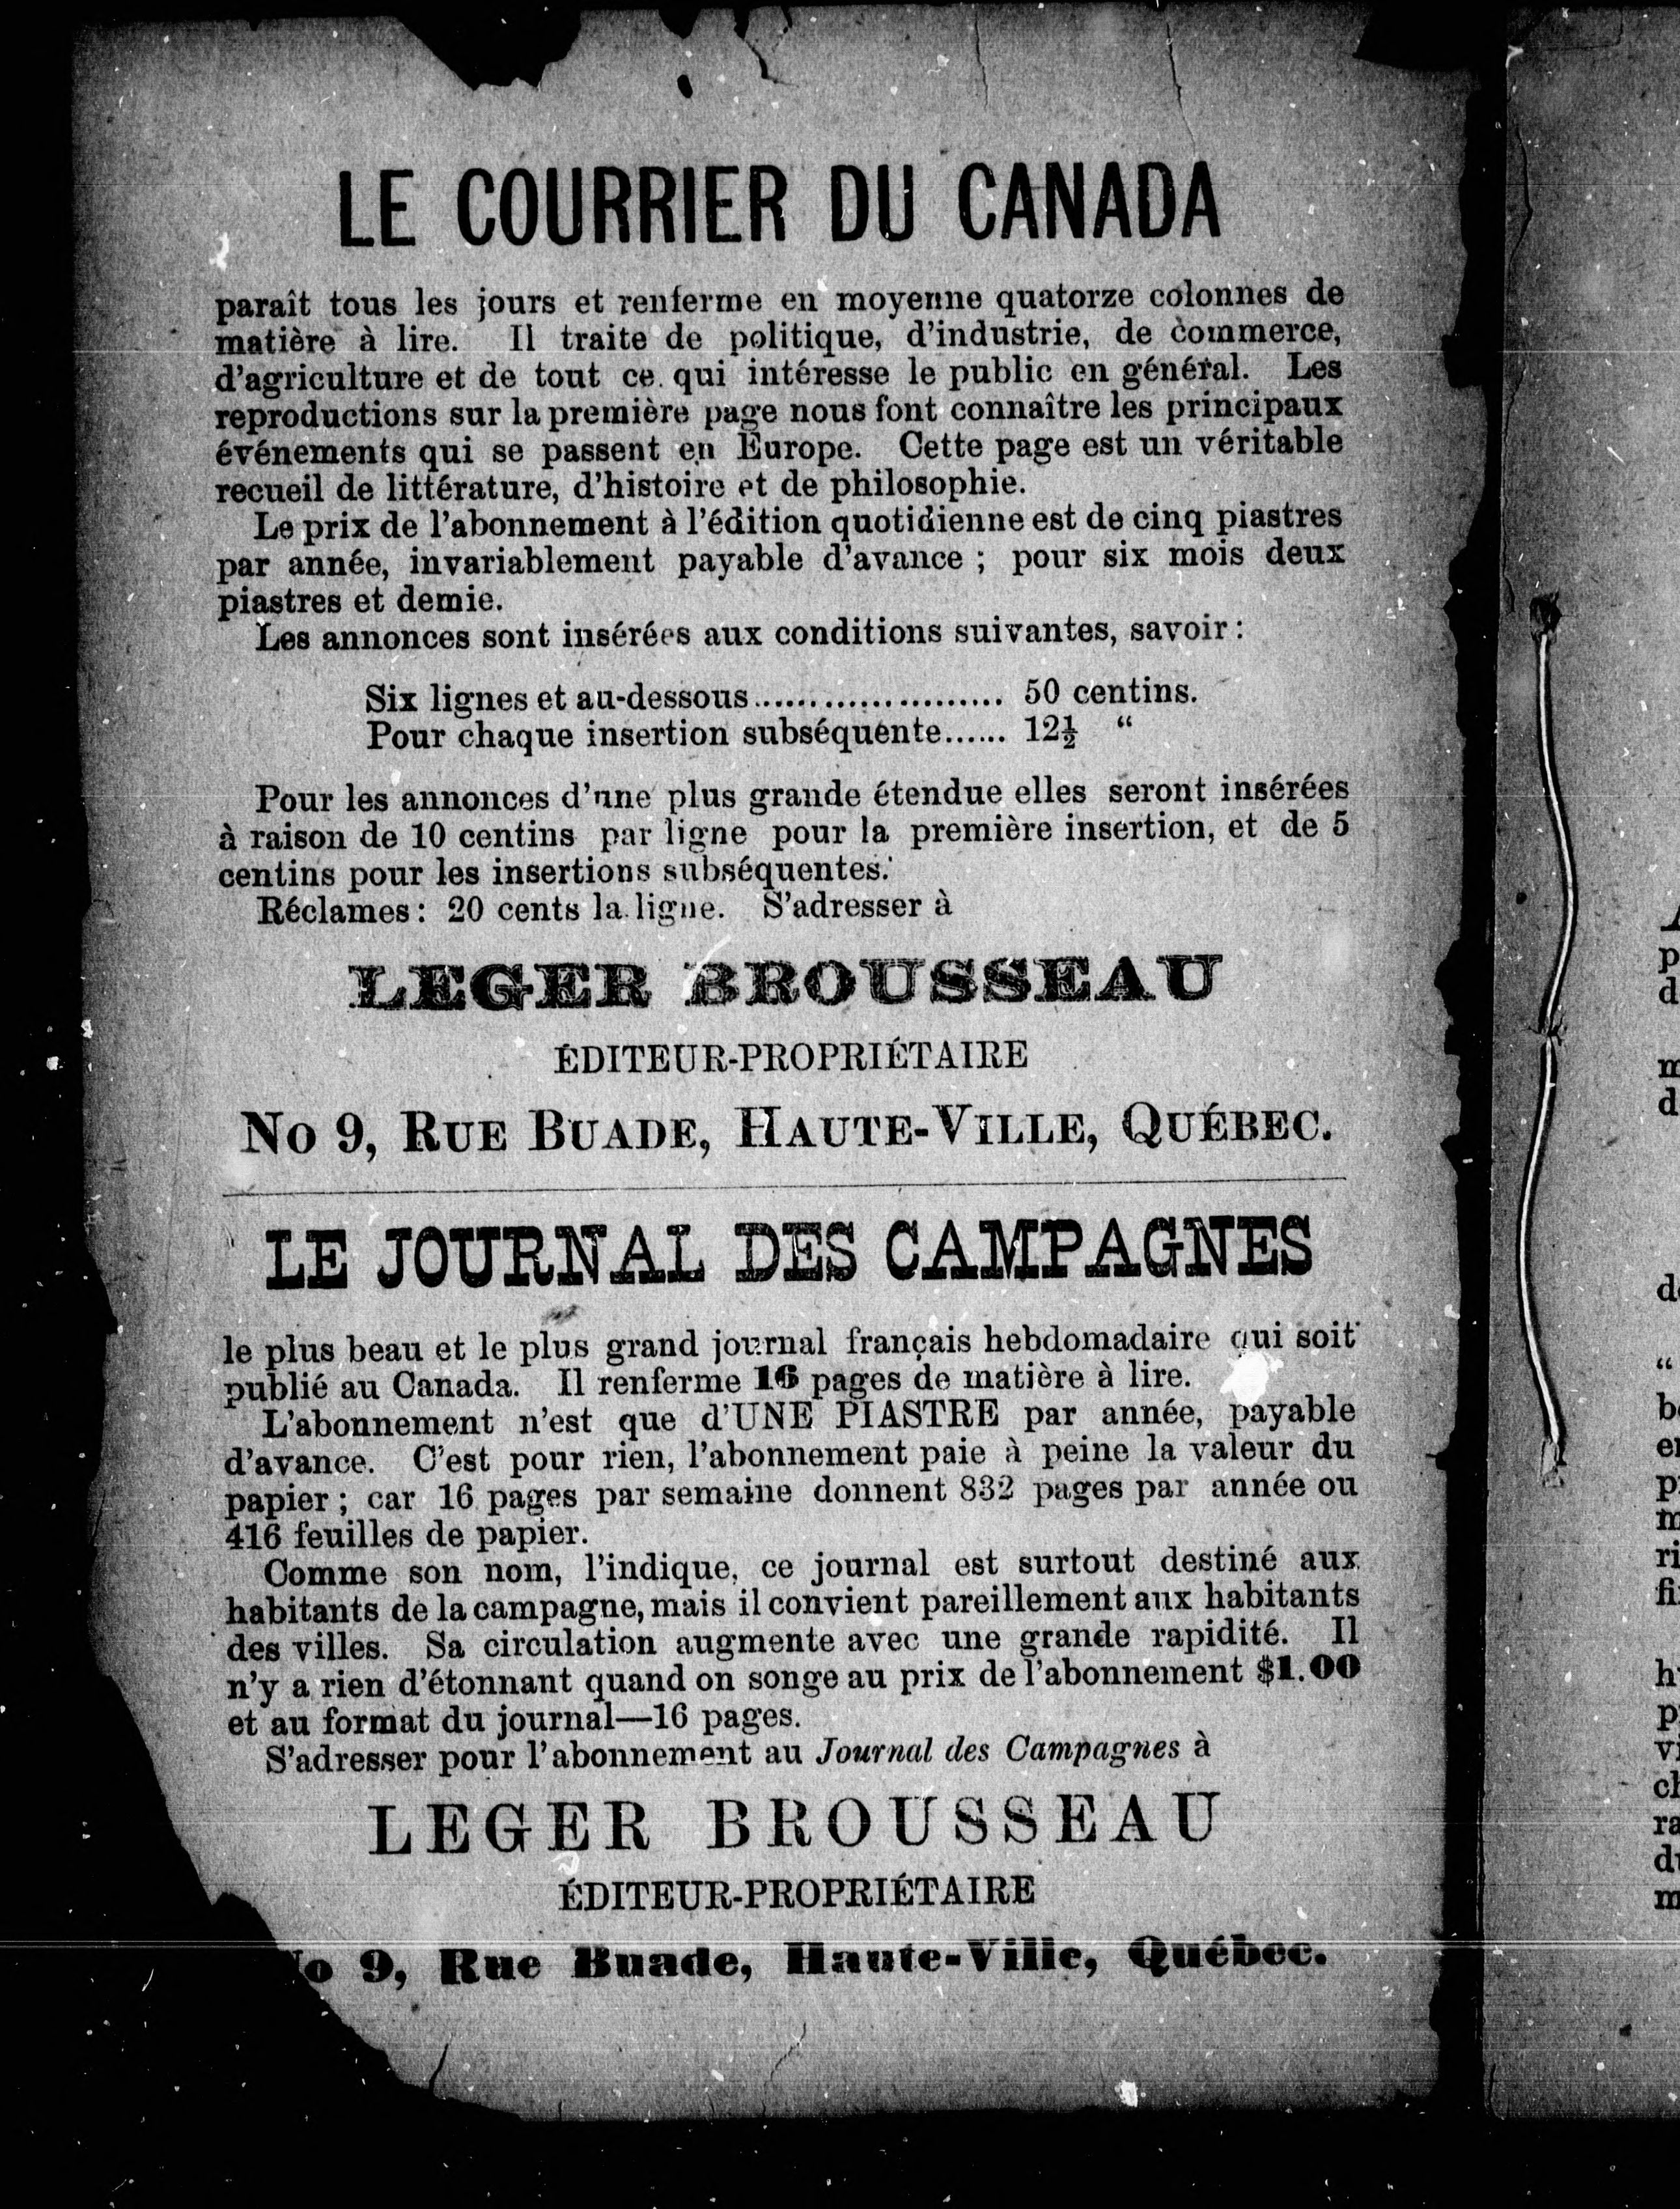 LE COURRIER DU CANADA
paraît tous les jours et renferme en moyenne quatorze colonnes de
matière à lire. Il traite de politique, d'industrie, de commerce,
d'agriculture et de tout ce qui intéresse le public en général. Les
reproductions sur la première page nous font connaître les principaux
événements qui se passent en Europe. Cette page est un véritable
recueil de littérature, d'histoire et de philosophie.
Le prix de l'abonnement à l'édition quotidienne est de cinq piastres
par année, invariablement payable d'avance ; pour six mois deux
piastres et demie.
Les annonces sont insérées aux conditions suivantes, savoir :
Six lignes et au-dessous...................... 50 centins.
Pour chaque insertion subséquente...... 12½ “
Pour les annonces d'une plus grande étendue elles seront insérées
à raison de 10 centins par ligne pour la première insertion, et de 5
centins pour les insertions subséquentes.
Réclames : 20 cents la ligne. S'adresser à
LEGER BROUSSEAU
ÉDITEUR-PROPRIÉTAIRE
No 9, RUE BUADE, HAUTE-VILLE, QUÉBEC.
LE JOURNAL DES CAMPAGNES
le plus beau et le plus grand journal français hebdomadaire qui soit
publié au Canada. Il renferme 16 pages de matière à lire.
L'abonnement n'est que d'UNE PIASTRE par année, payable
d'avance. C'est pour rien, l'abonnement paie à peine la valeur du
papier ; car 16 pages par semaine donnent 832 pages par année ou
416 feuilles de papier.
Comme son nom, l'indique, ce journal est surtout destiné aux
habitants de la campagne, mais il convient pareillement aux habitants
des villes. Sa circulation augmente avec une grande rapidité. Il
n'y a rien d'étonnant quand on songe au prix de l'abonnement $1.00
et au format du journal—16 pages.
S'adresser pour l'abonnement au Journal des Campagnes à
LEGER BROUSSEAU
ÉDITEUR-PROPRIÉTAIRE
No 9, Rue Buade, Haute-Ville, Québec.